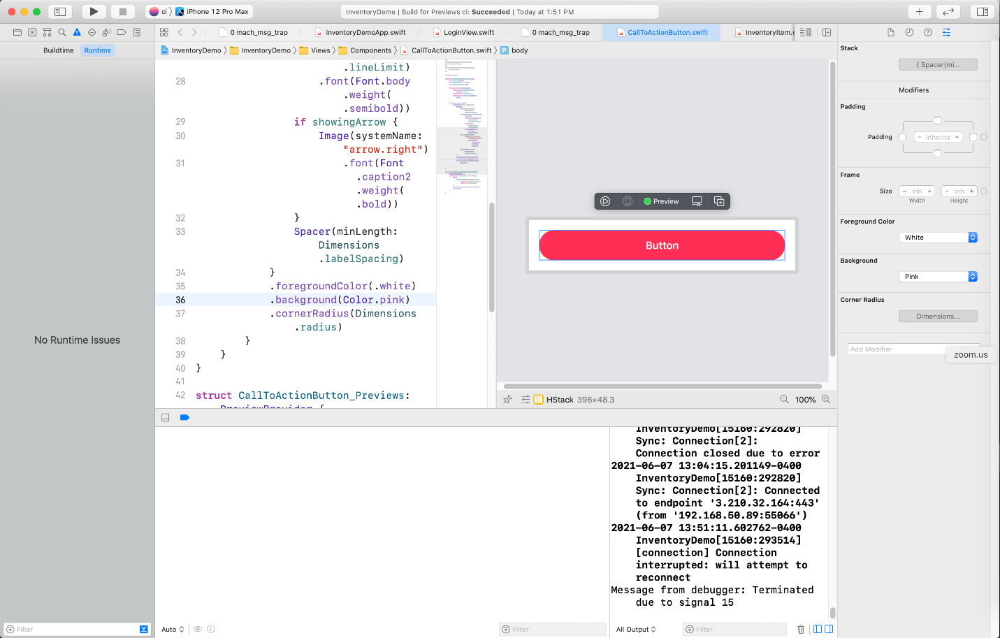 ci
iPhone 12 Pro Max
InventoryDemo | Build for Previews ci: Succeeded | Today at 1:51 PM
0 mach_msg_trap
InventoryDemoApp.swift
LoginView.swift
0 mach_msg_trap
CallToActionButton.swift
InventoryItem.s
Buildtime
Runtime
InventoryDemo
InventoryDemo
Views
Components
CallToActionButton.swift
P body
No Runtime Issues
.lineLimit)
28 .font(Font.body
.weight(
.semibold))
29 if showingArrow {
30 Image(systemName:
"arrow.right")
31 .font(Font
.caption2
.weight(
.bold))
32 }
33 Spacer(minLength:
Dimensions
.labelSpacing)
34 }
35 .foregroundColor(.white)
36 .background(Color.pink)
37 .cornerRadius(Dimensions
.radius)
38 }
39 }
40 }
41
42 struct CallToActionButton_Previews:
PreviewProvider {
Preview
Button
HStack 396×48.3
100%
Stack
{ Spacer(mi...
Modifiers
Padding
Padding
− Inherite +
Frame
Size
− Inh +
− Inh +
Width
Height
Foreground Color
White
Background
Pink
Corner Radius
Dimensions...
Add Modifier
zoom.us
InventoryDemo[15160:292820]
Sync: Connection[2]:
Connection closed due to error
2021-06-07 13:04:15.201149-0400
InventoryDemo[15160:292820]
Sync: Connection[2]: Connected
to endpoint '3.210.32.164:443'
(from '192.168.50.89:55066')
2021-06-07 13:51:11.602762-0400
InventoryDemo[15160:293514]
[connection] Connection
interrupted: will attempt to
reconnect
Message from debugger: Terminated
due to signal 15
Filter
Auto
Filter
All Output
Filter